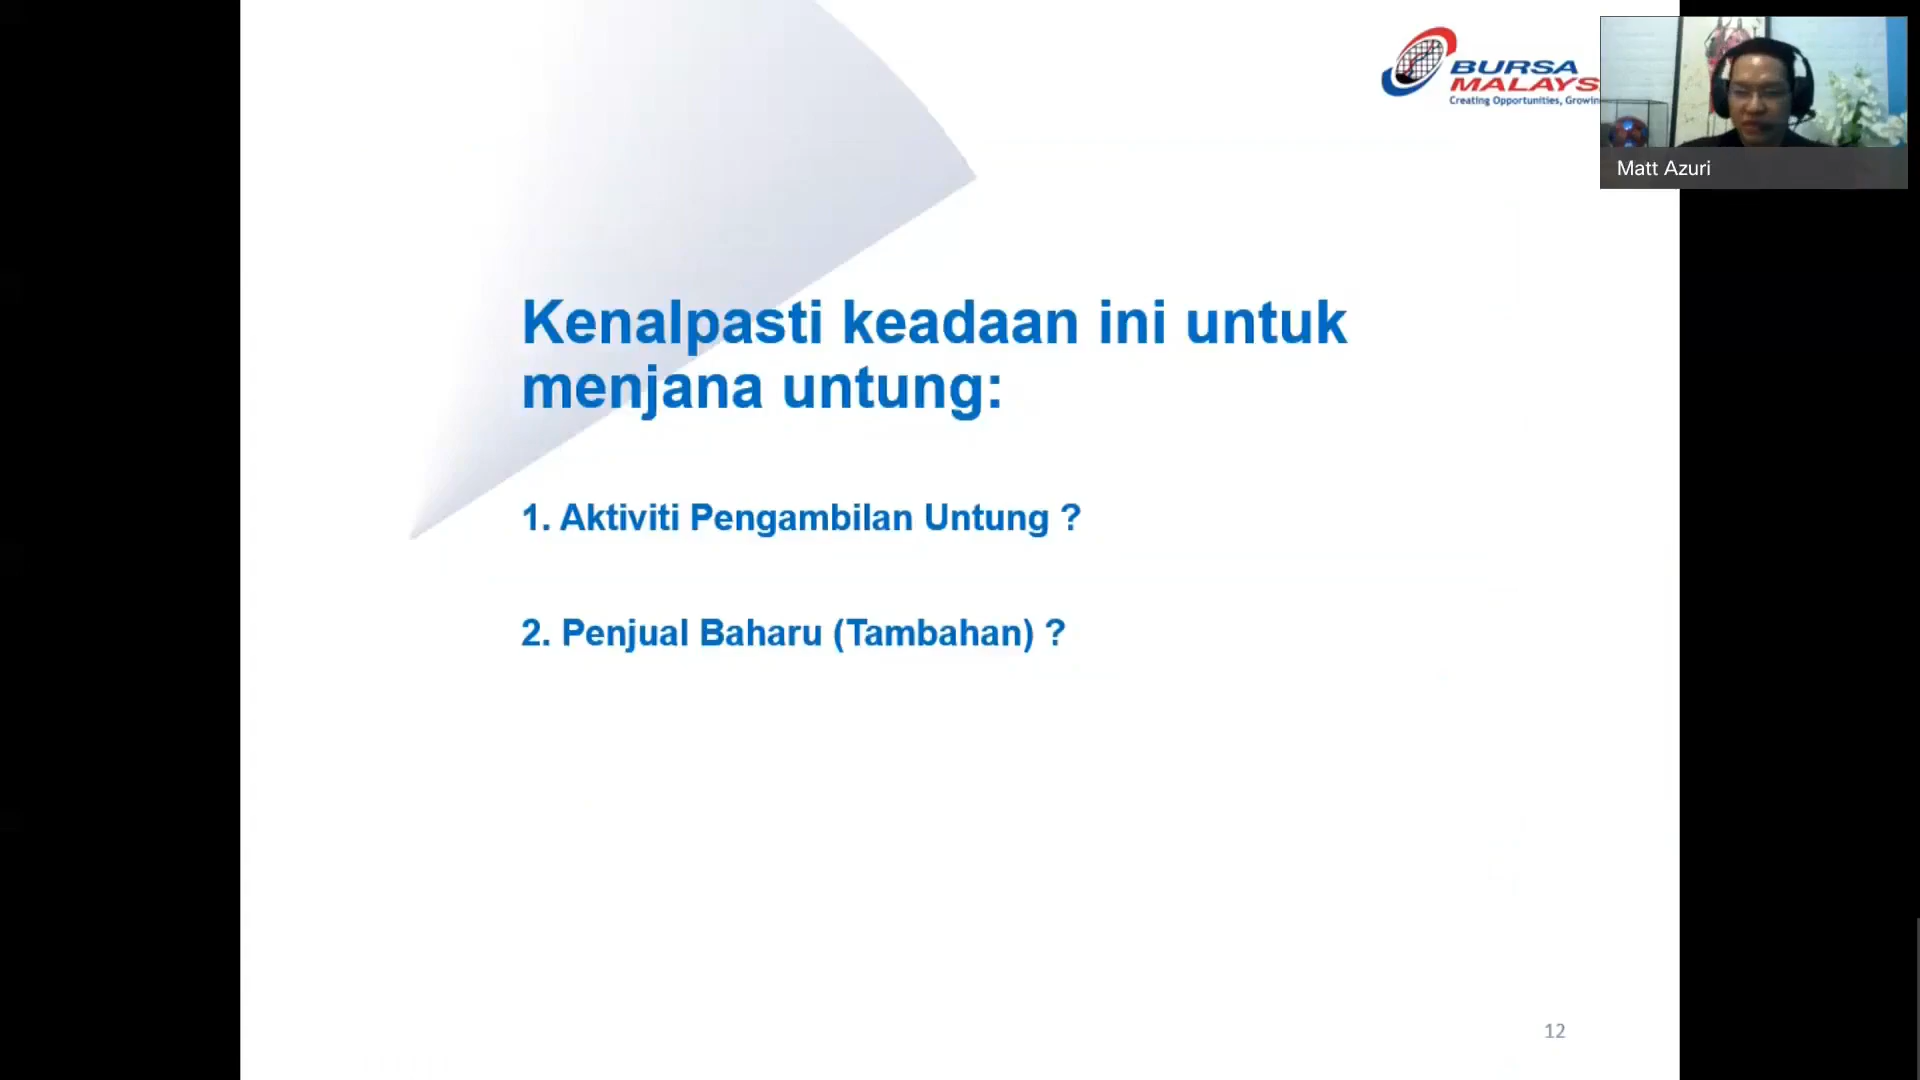 BURSA
MALAYS
Creating Opportunities, Growin
Matt Azuri
Kenalpasti keadaan ini untuk
menjana untung:
1. Aktiviti Pengambilan Untung ?
2. Penjual Baharu (Tambahan) ?
12